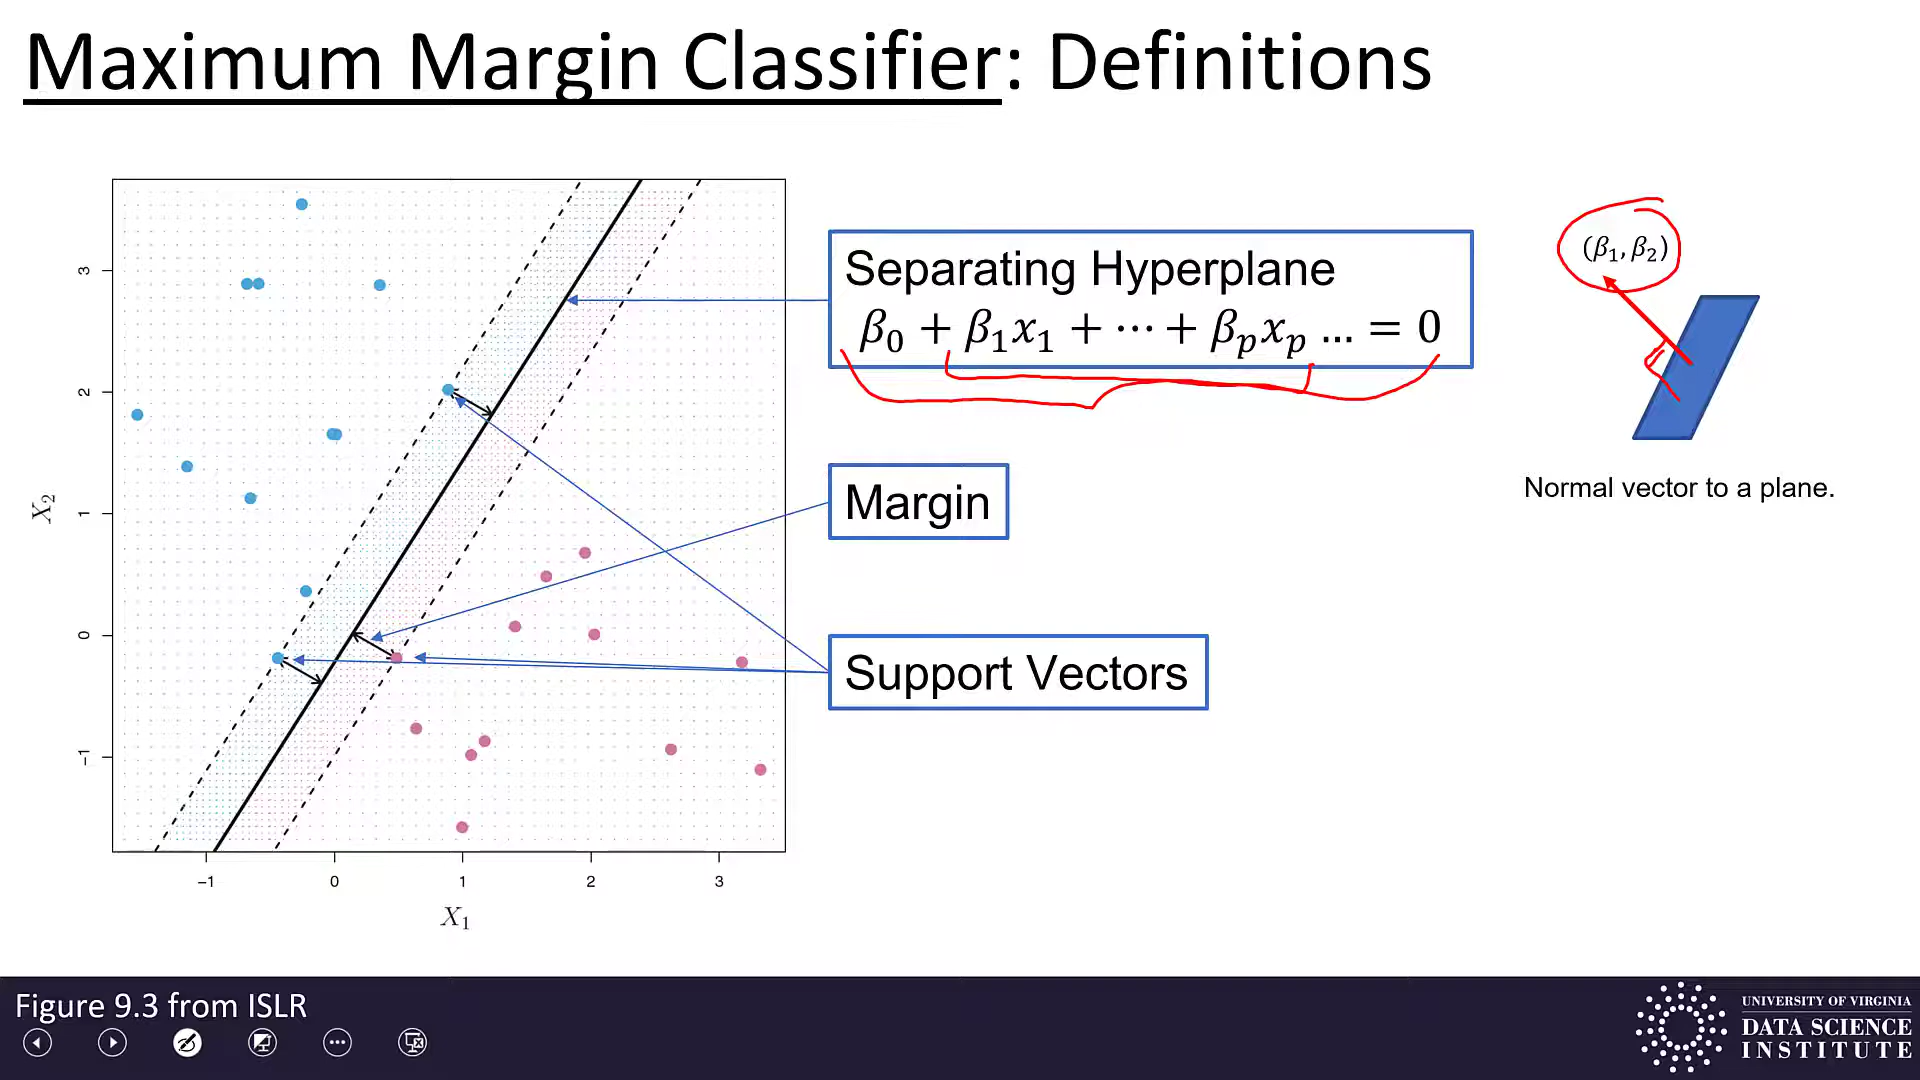 Maximum Margin Classifier: Definitions
Separating Hyperplane
β₀ + β₁x₁ + ⋯ + βₚxₚ ... = 0
(β₁, β₂)
Normal vector to a plane.
Margin
Support Vectors
X₂
3
2
1
0
−1
−1 0 1 2 3
X₁
Figure 9.3 from ISLR
UNIVERSITY OF VIRGINIA
DATA SCIENCE
INSTITUTE